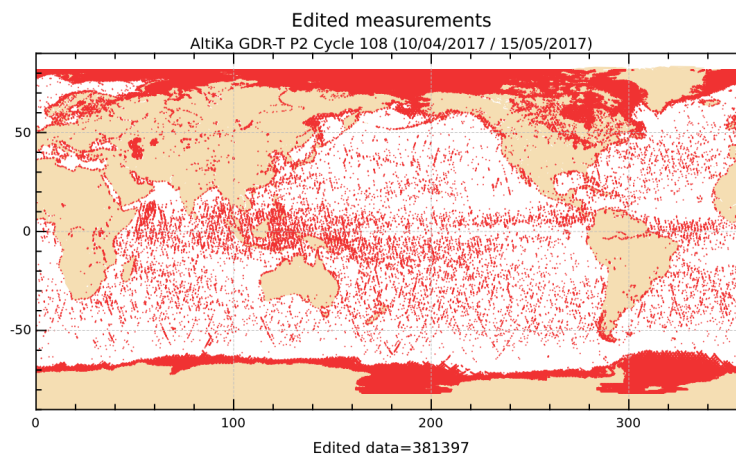 Edited measurements
AltiKa GDR-T P2 Cycle 108 (10/04/2017 / 15/05/2017)
50
0
-50
0 100 200 300
Edited data=381397